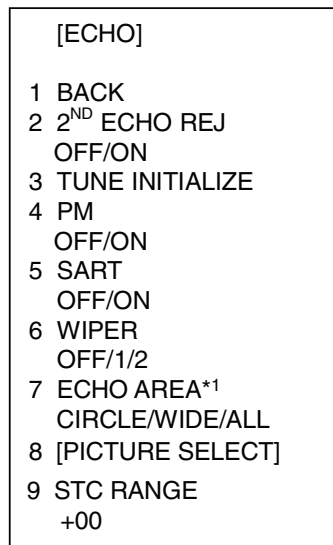 [ECHO]
1 BACK
2 2ND ECHO REJ
OFF/ON
3 TUNE INITIALIZE
4 PM
OFF/ON
5 SART
OFF/ON
6 WIPER
OFF/1/2
7 ECHO AREA*1
CIRCLE/WIDE/ALL
8 [PICTURE SELECT]
9 STC RANGE
+00